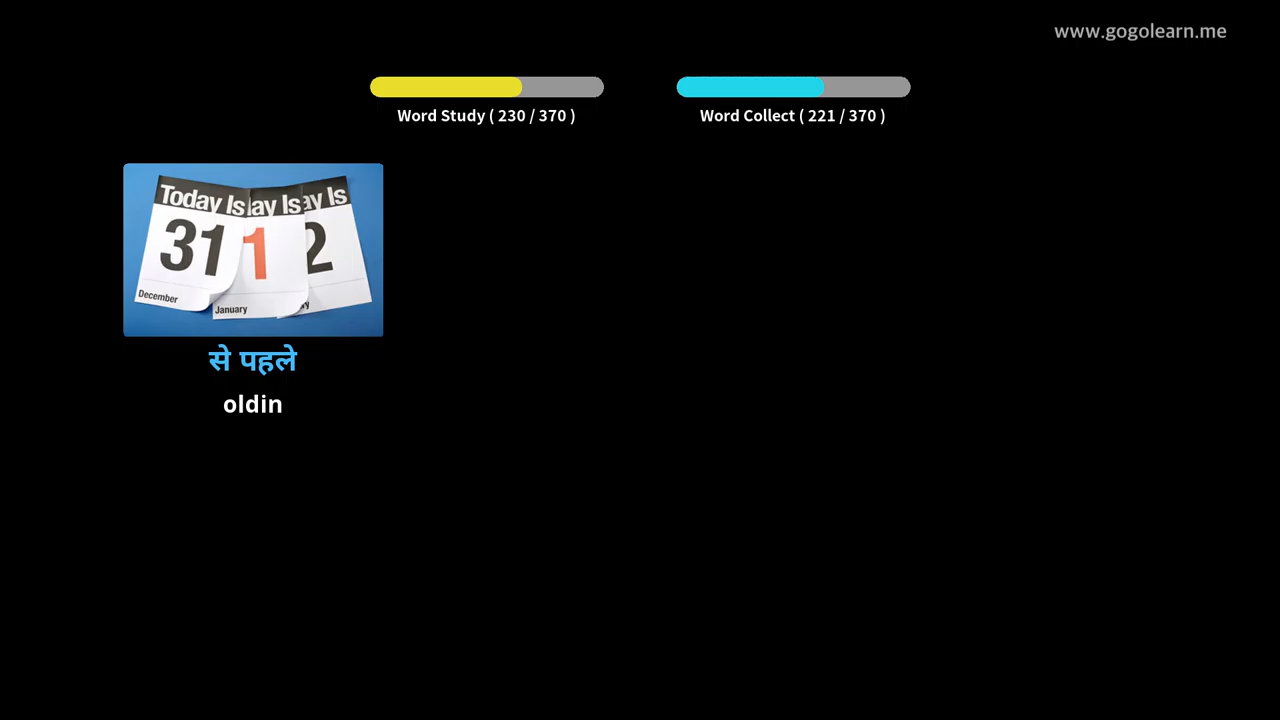 www.gogolearn.me
Word Study ( 230 / 370 )
Word Collect ( 221 / 370 )
Today Is
ay Is
ay Is
31
1
2
December
January
से पहले
oldin